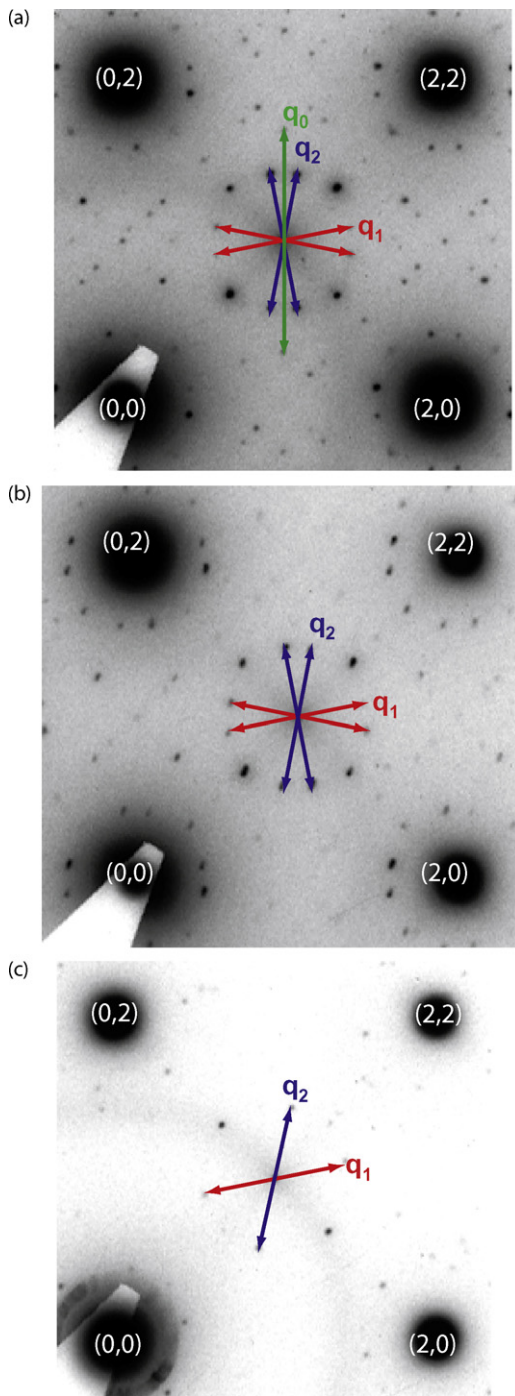 (a)
(0,2) (2,2)
q0
q2
q1
(0,0) (2,0)
(b)
(0,2) (2,2)
q2
q1
(0,0) (2,0)
(c)
(0,2) (2,2)
q2
q1
(0,0) (2,0)